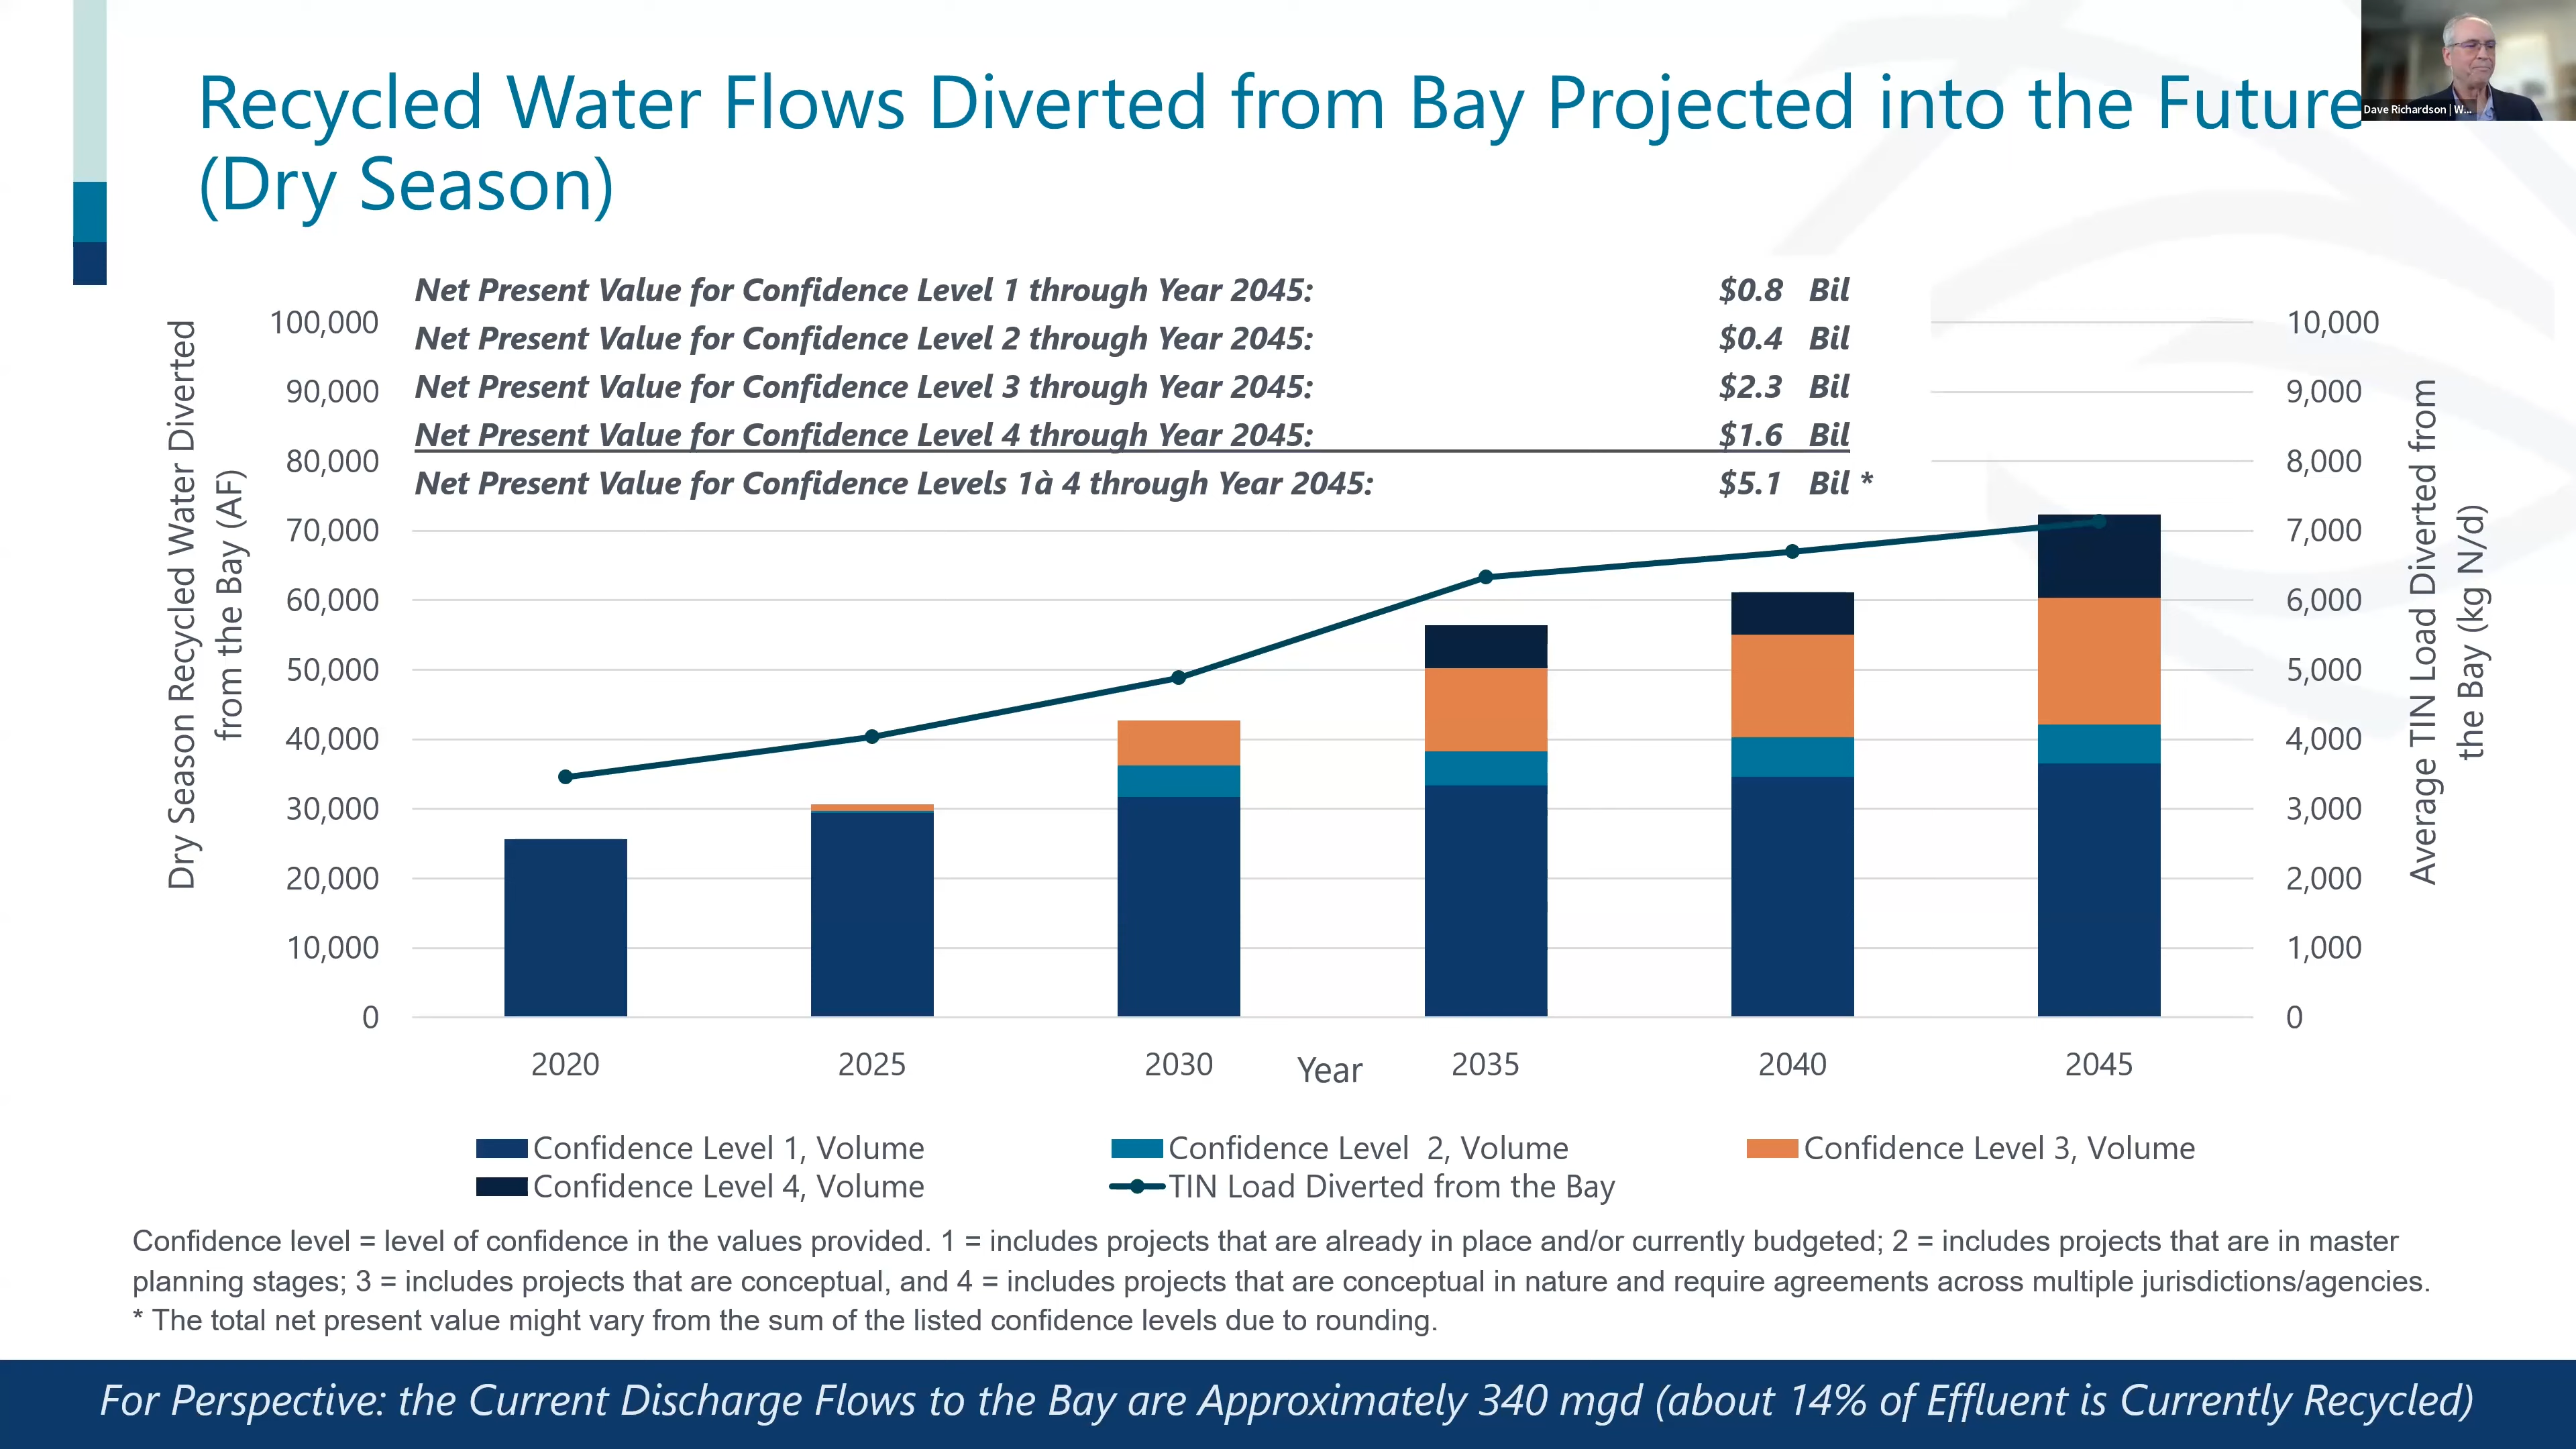 Recycled Water Flows Diverted from Bay Projected into the Future
(Dry Season)
Dave Richardson | W...
Net Present Value for Confidence Level 1 through Year 2045: $0.8 Bil
Net Present Value for Confidence Level 2 through Year 2045: $0.4 Bil
Net Present Value for Confidence Level 3 through Year 2045: $2.3 Bil
Net Present Value for Confidence Level 4 through Year 2045: $1.6 Bil
Net Present Value for Confidence Levels 1à 4 through Year 2045: $5.1 Bil *
Dry Season Recycled Water Diverted
from the Bay (AF)
100,000
90,000
80,000
70,000
60,000
50,000
40,000
30,000
20,000
10,000
0
10,000
9,000
8,000
7,000
6,000
5,000
4,000
3,000
2,000
1,000
0
Average TIN Load Diverted from
the Bay (kg N/d)
2020 2025 2030 2035 2040 2045
Year
Confidence Level 1, Volume
Confidence Level 2, Volume
Confidence Level 3, Volume
Confidence Level 4, Volume
TIN Load Diverted from the Bay
Confidence level = level of confidence in the values provided. 1 = includes projects that are already in place and/or currently budgeted; 2 = includes projects that are in master
planning stages; 3 = includes projects that are conceptual, and 4 = includes projects that are conceptual in nature and require agreements across multiple jurisdictions/agencies.
* The total net present value might vary from the sum of the listed confidence levels due to rounding.
For Perspective: the Current Discharge Flows to the Bay are Approximately 340 mgd (about 14% of Effluent is Currently Recycled)